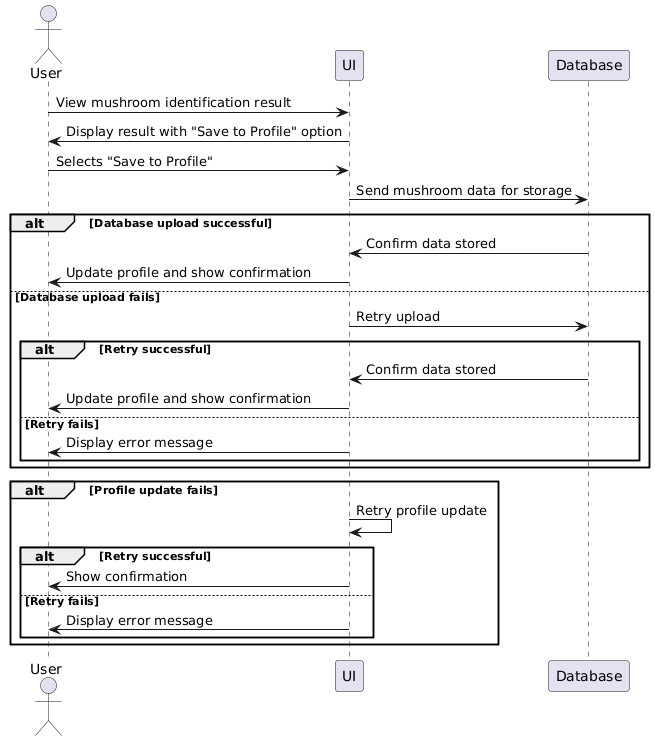 User
UI
Database
View mushroom identification result
Display result with "Save to Profile" option
Selects "Save to Profile"
Send mushroom data for storage
alt [Database upload successful]
Confirm data stored
Update profile and show confirmation
[Database upload fails]
Retry upload
alt [Retry successful]
Confirm data stored
Update profile and show confirmation
[Retry fails]
Display error message
alt [Profile update fails]
Retry profile update
alt [Retry successful]
Show confirmation
[Retry fails]
Display error message
User
UI
Database